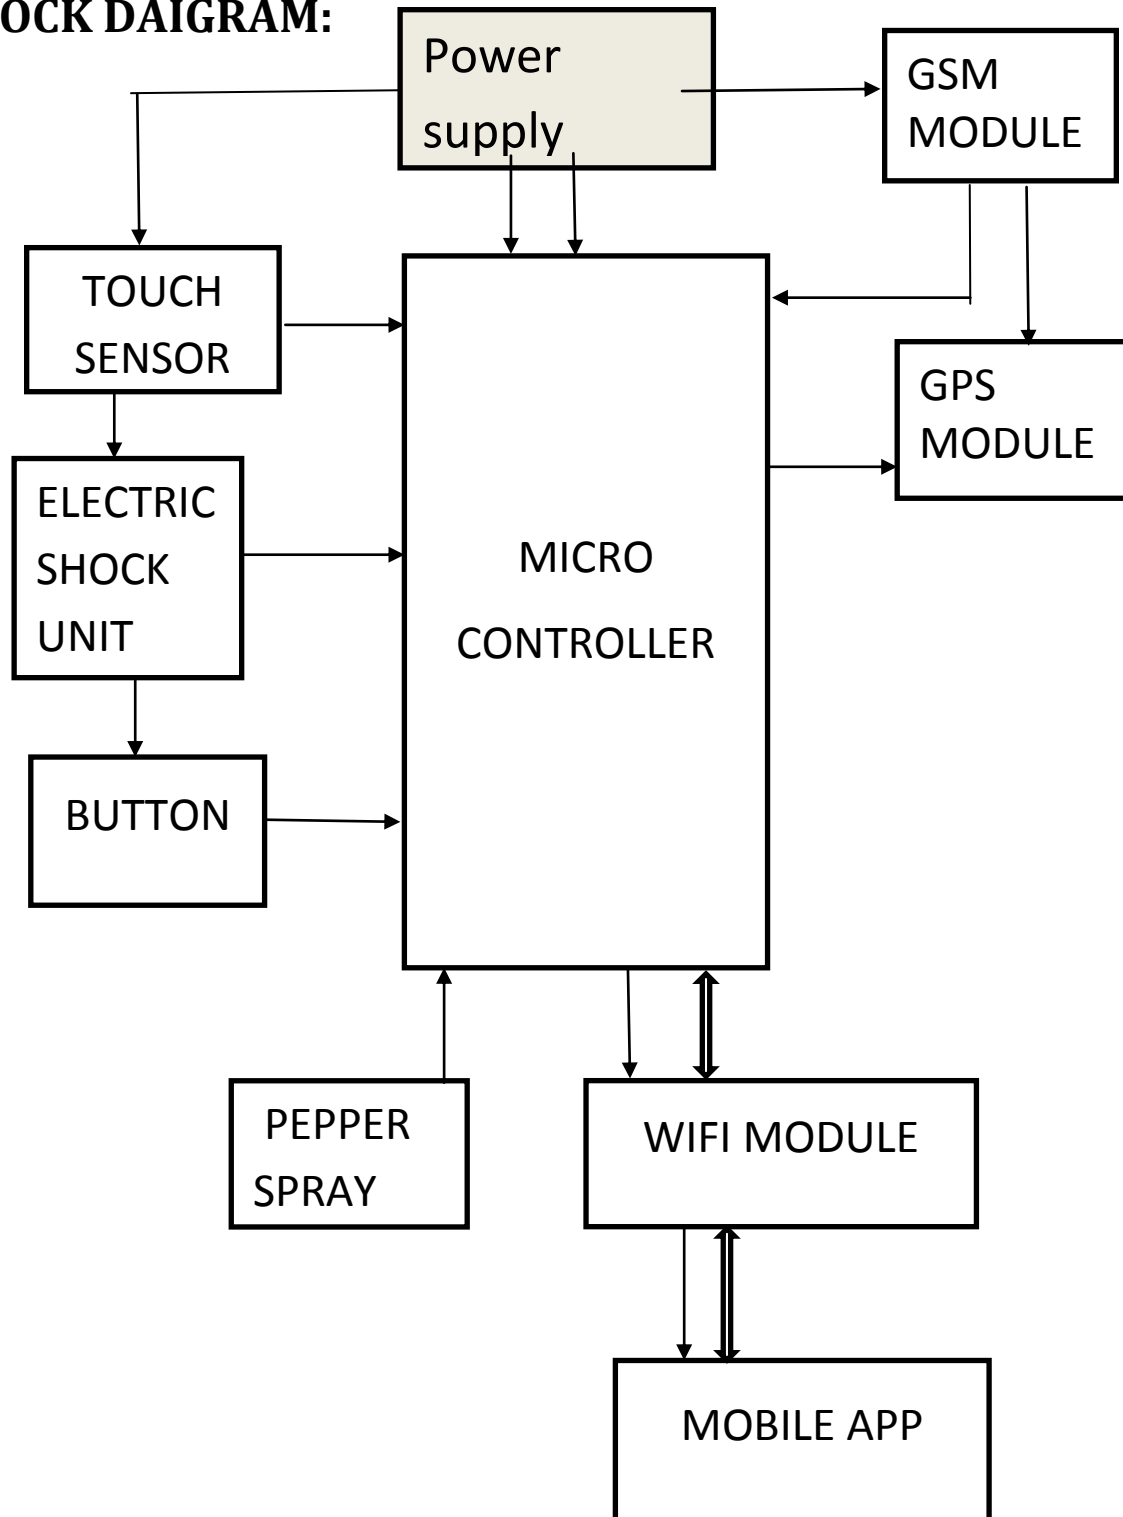 OCK DAIGRAM:
Power
supply
GSM
MODULE
TOUCH
SENSOR
GPS
MODULE
ELECTRIC
SHOCK
UNIT
MICRO
CONTROLLER
BUTTON
PEPPER
SPRAY
WIFI MODULE
MOBILE APP